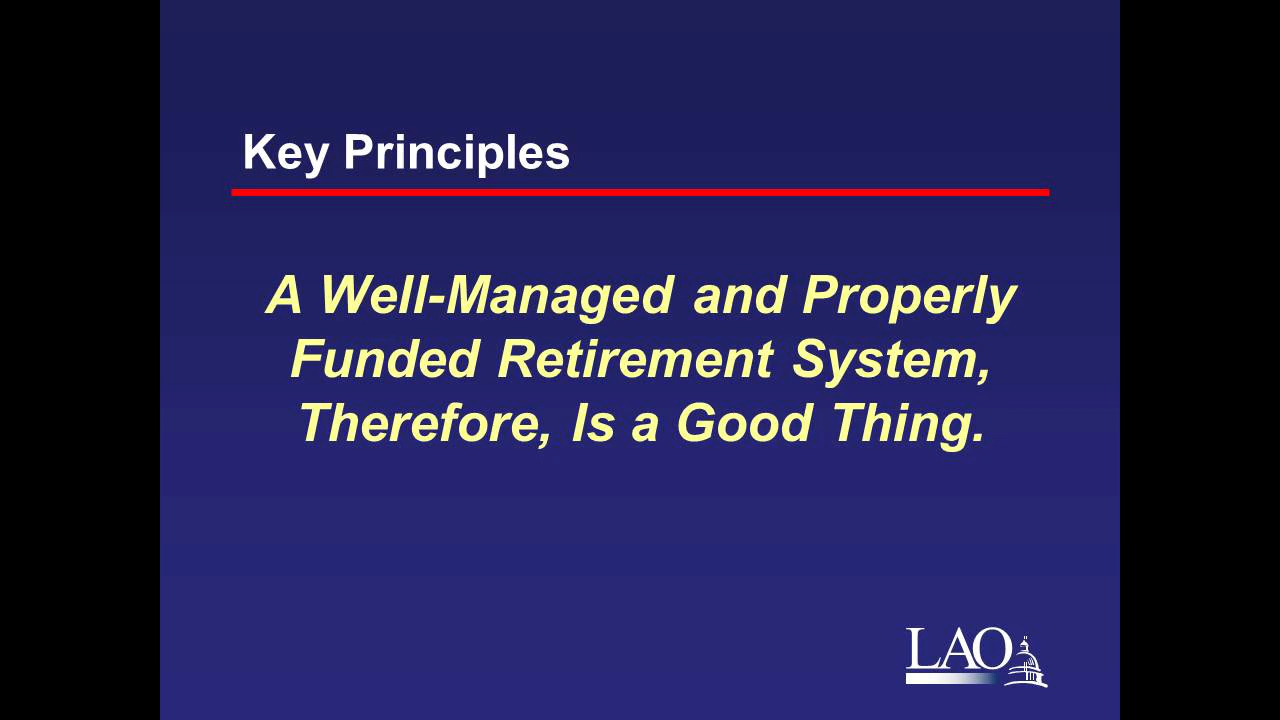 Key Principles
A Well-Managed and Properly
Funded Retirement System,
Therefore, Is a Good Thing.
LAO